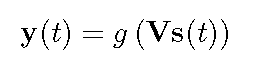 y(t) = g (Vs(t))